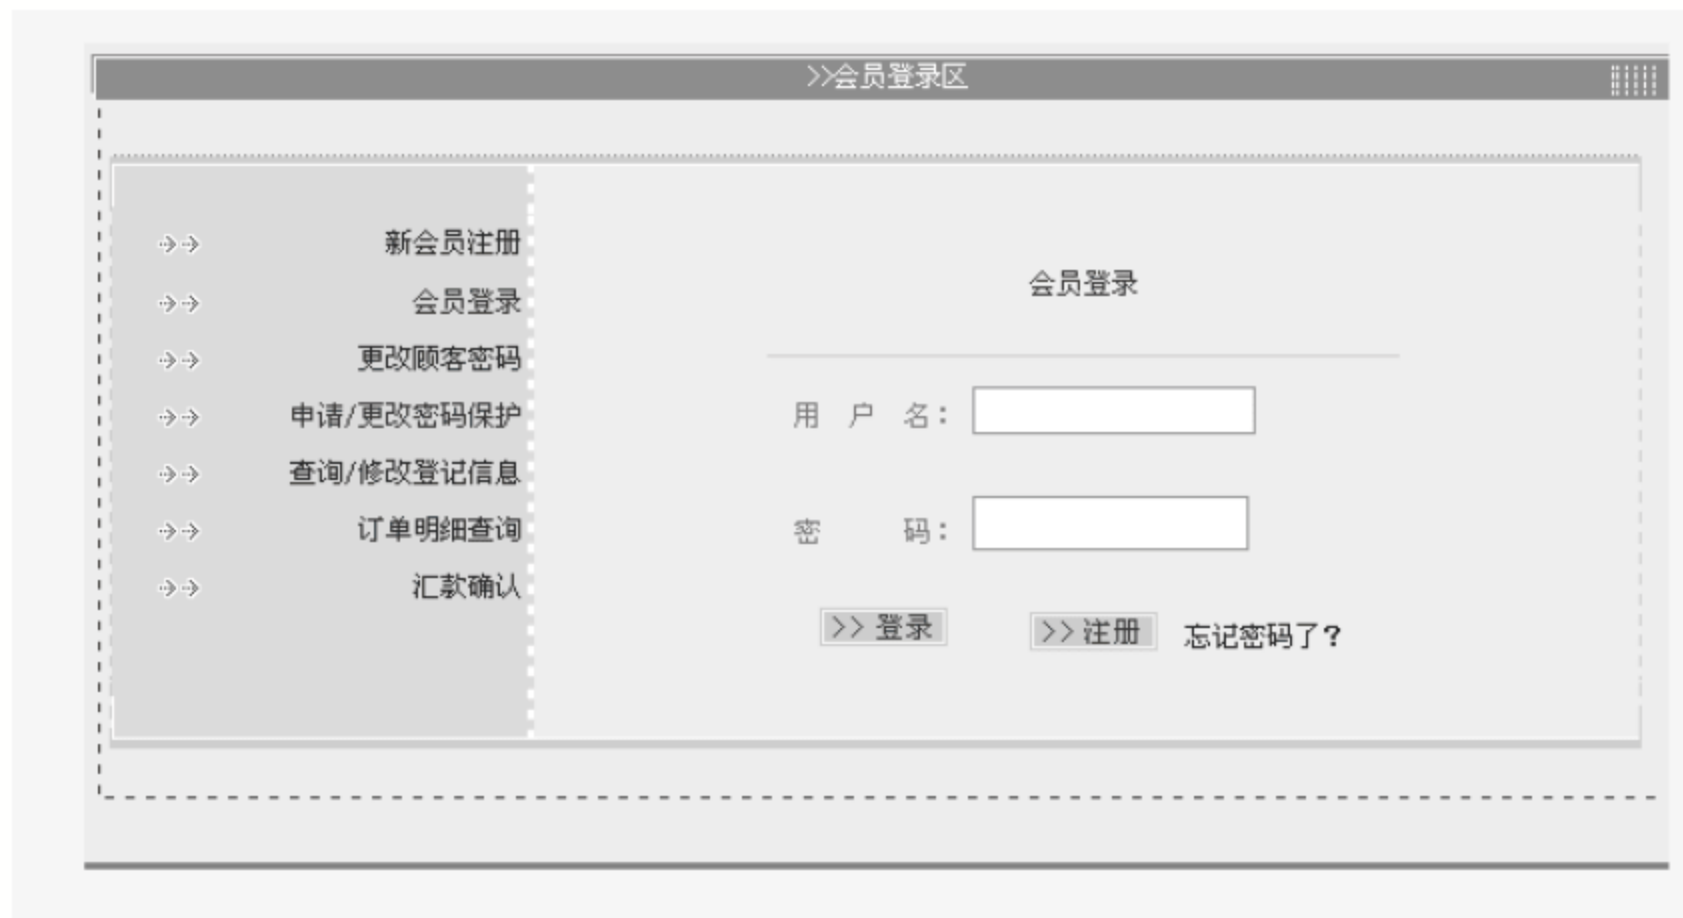 >>会员登录区
新会员注册
会员登录
更改顾客密码
申请/更改密码保护
查询/修改登记信息
订单明细查询
汇款确认
会员登录
用 户 名：
密 码：
>> 登录 >> 注册 忘记密码了？